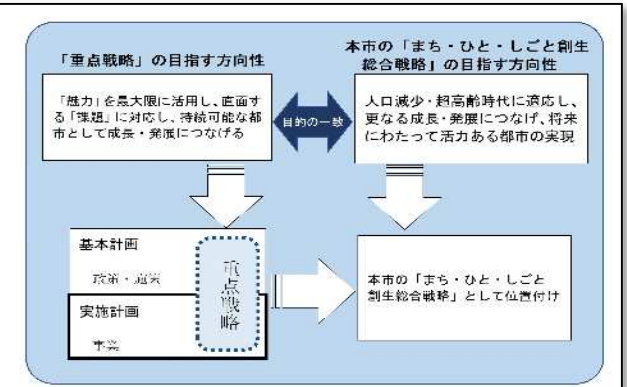 「重点戦略」の目指す方向性
本市の「まち・ひと・しごと創生
総合戦略」の目指す方向性
「魅力」を最大限に活用し、直面す
る「課題」に対応し、持続可能な都
市として成長・発展につなげる
目的の一致
人口減少・超高齢時代に適応し、
更なる成長・発展につなげ、将来
にわたって活力ある都市の実現
基本計画
政策・施策
実施計画
事業
重点戦略
本市の「まち・ひと・しごと
創生総合戦略」として位置付け